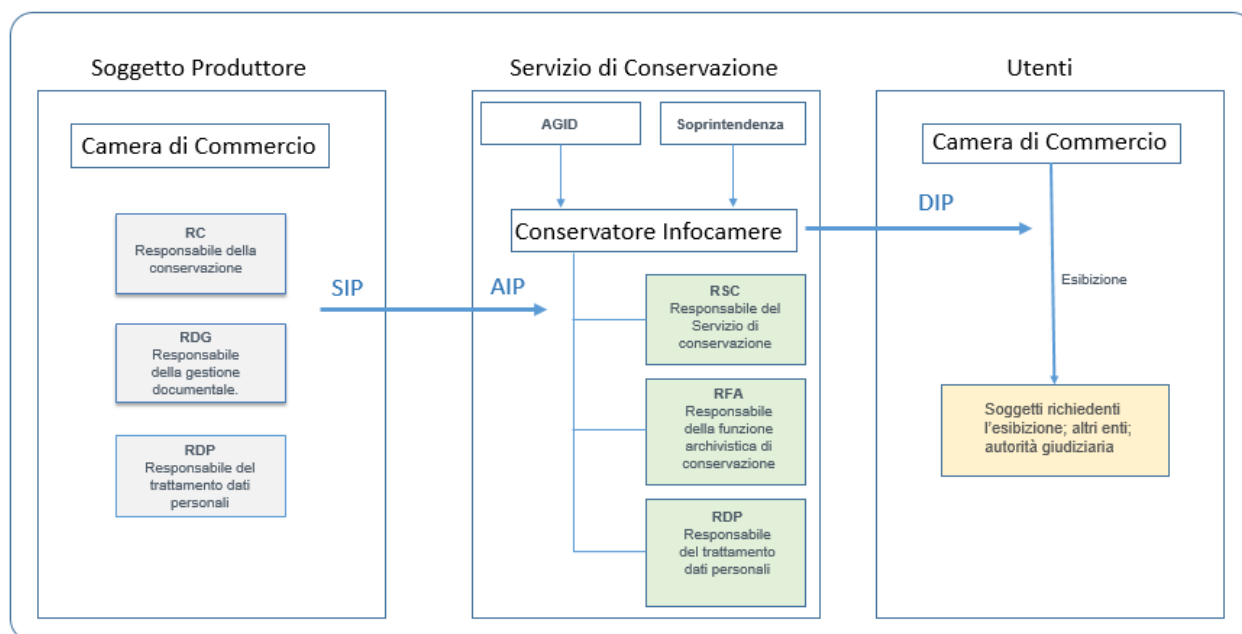 Soggetto Produttore
Camera di Commercio
RC
Responsabile della
conservazione
RDG
Responsabile
della gestione
documentale.
RDP
Responsabile del
trattamento dati
personali
SIP
Servizio di Conservazione
AGID
Soprintendenza
Conservatore Infocamere
AIP
RSC
Responsabile del
Servizio di
conservazione
RFA
Responsabile
della funzione
archivistica di
conservazione
RDP
Responsabile
del trattamento
dati personali
DIP
Utenti
Camera di Commercio
Esibizione
Soggetti richiedenti
l'esibizione; altri enti;
autorità giudiziaria